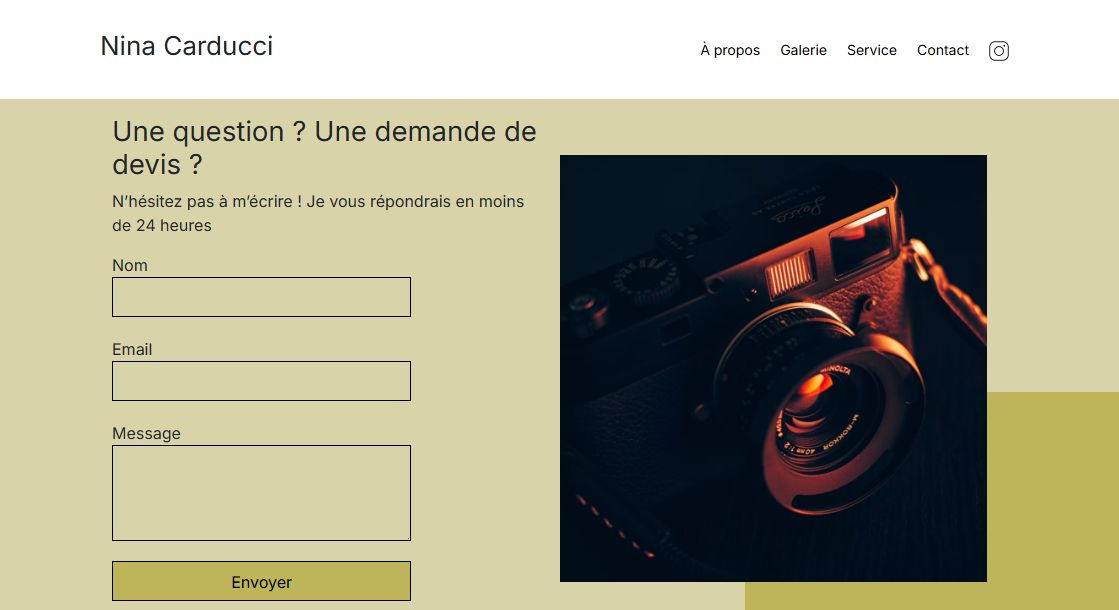 Nina Carducci
À propos Galerie Service Contact
Une question ? Une demande de
devis ?
N’hésitez pas à m’écrire ! Je vous répondrais en moins
de 24 heures
Nom
Email
Message
Envoyer
Leica
MINOLTA
M-ROKKOR 40mm 1:2